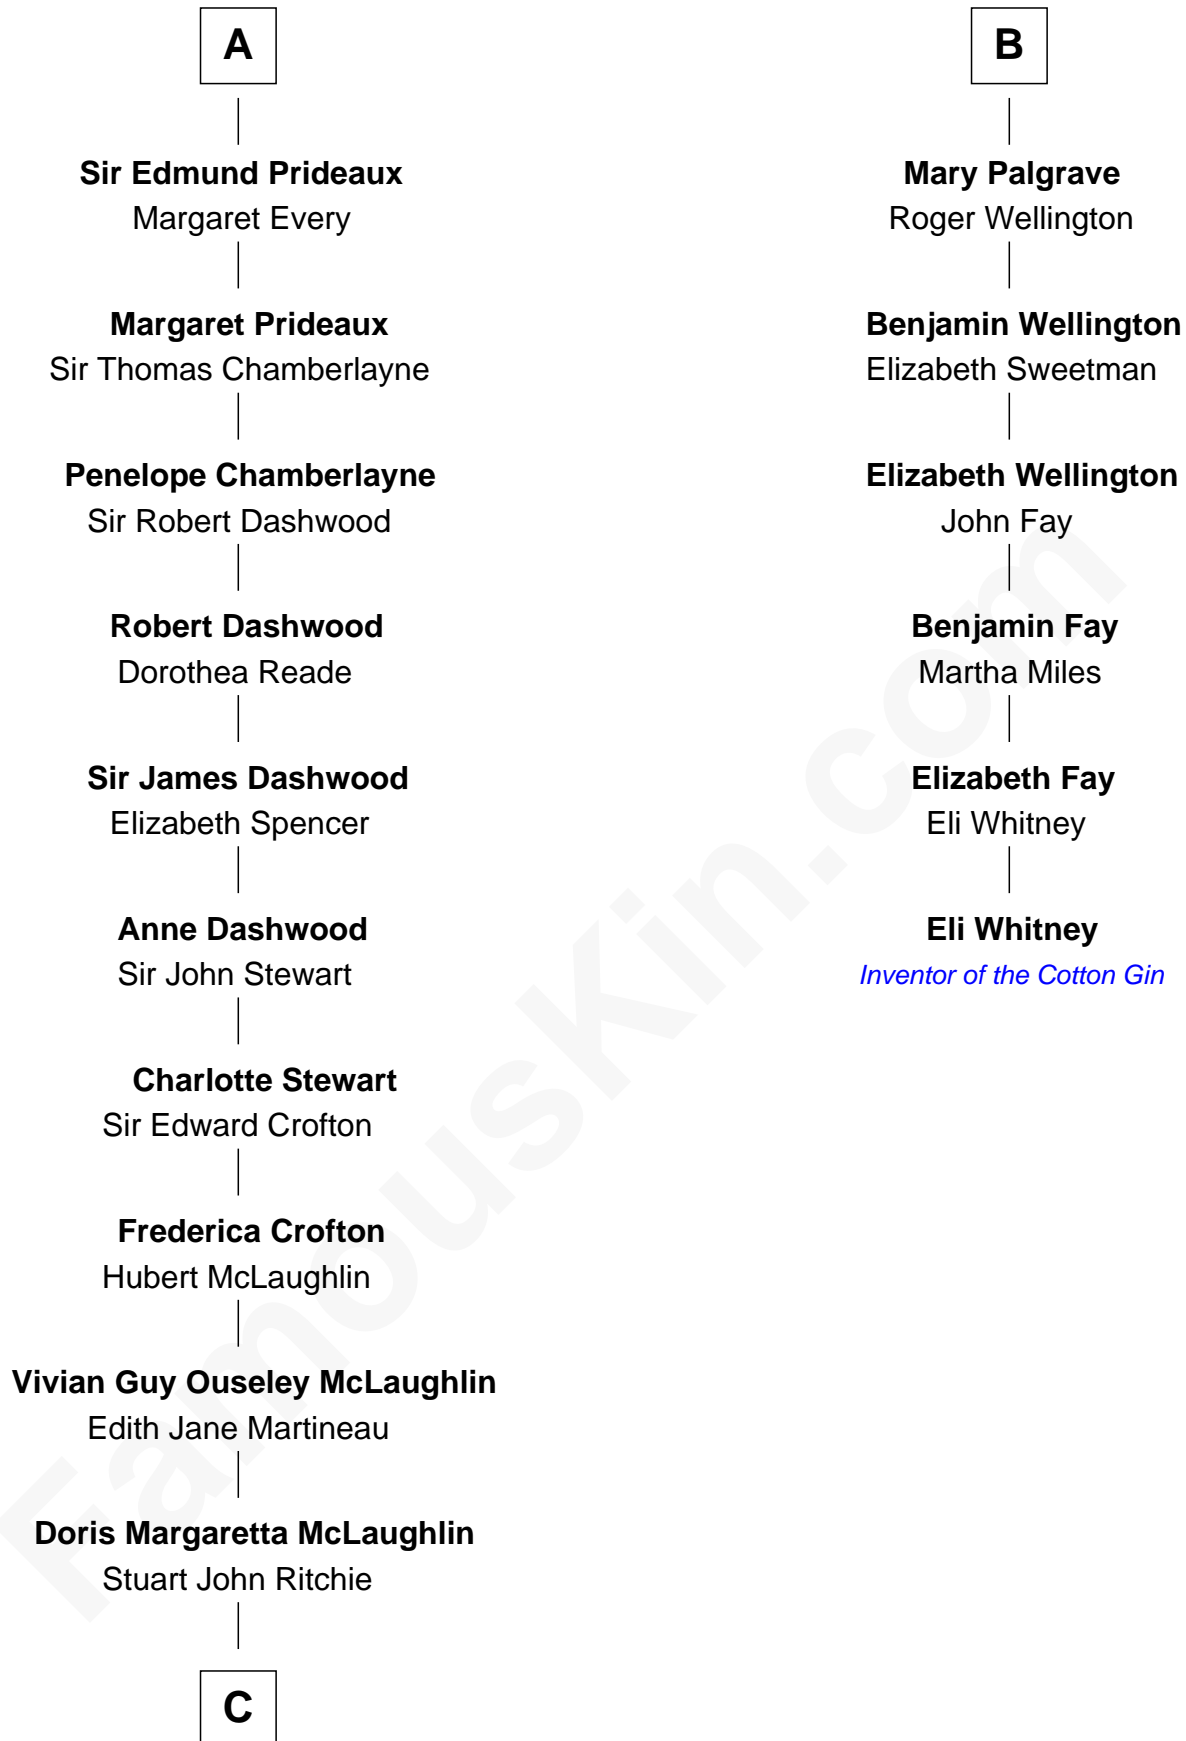 A
Sir Edmund Prideaux
Margaret Every
Margaret Prideaux
Sir Thomas Chamberlayne
Penelope Chamberlayne
Sir Robert Dashwood
Robert Dashwood
Dorothea Reade
Sir James Dashwood
Elizabeth Spencer
Anne Dashwood
Sir John Stewart
Charlotte Stewart
Sir Edward Crofton
Frederica Crofton
Hubert McLaughlin
Vivian Guy Ouseley McLaughlin
Edith Jane Martineau
Doris Margaretta McLaughlin
Stuart John Ritchie
C
B
Mary Palgrave
Roger Wellington
Benjamin Wellington
Elizabeth Sweetman
Elizabeth Wellington
John Fay
Benjamin Fay
Martha Miles
Elizabeth Fay
Eli Whitney
Eli Whitney
Inventor of the Cotton Gin
FamousKin.com